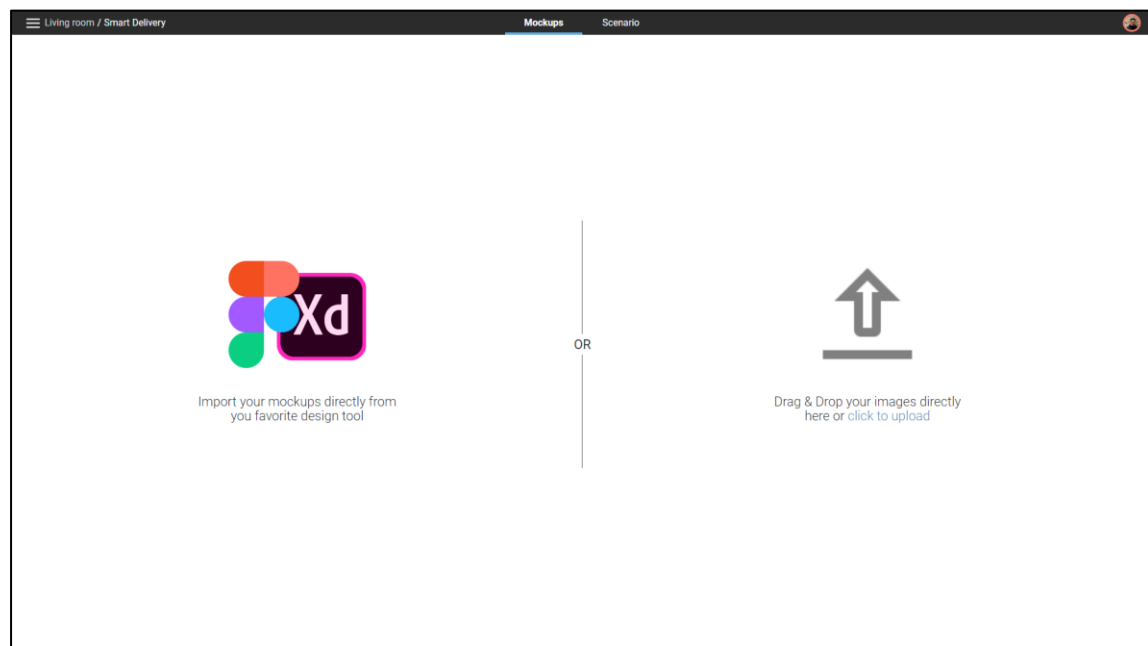 Living room / Smart Delivery
Mockups
Scenario
Xd
OR
Import your mockups directly from
you favorite design tool
Drag & Drop your images directly
here or click to upload